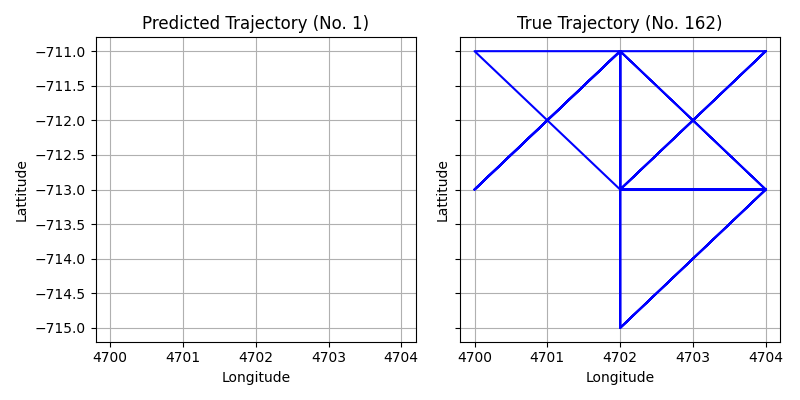 Predicted Trajectory (No. 1)
True Trajectory (No. 162)
Lattitude
−711.0
−711.5
−712.0
−712.5
−713.0
−713.5
−714.0
−714.5
−715.0
4700 4701 4702 4703 4704
Longitude
Lattitude
4700 4701 4702 4703 4704
Longitude